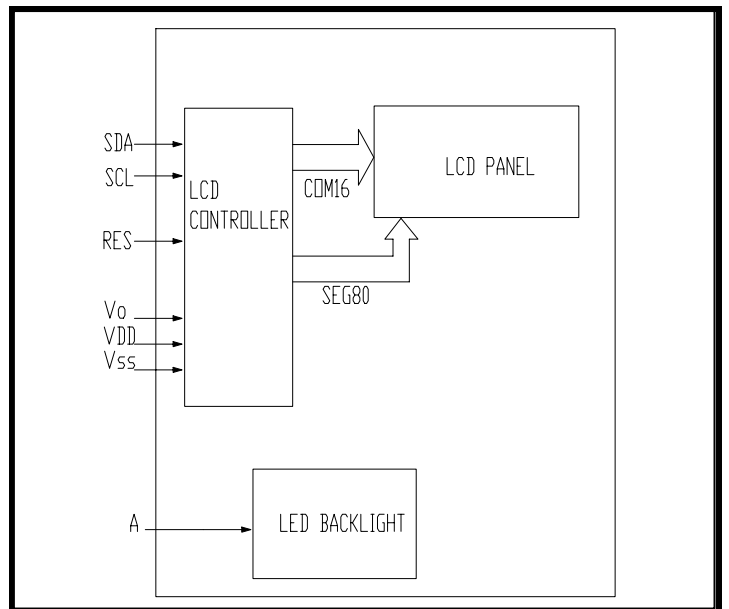 SDA
SCL
RES
Vo
VDD
Vss
LCD
CONTROLLER
COM16
SEG80
LCD PANEL
A
LED BACKLIGHT